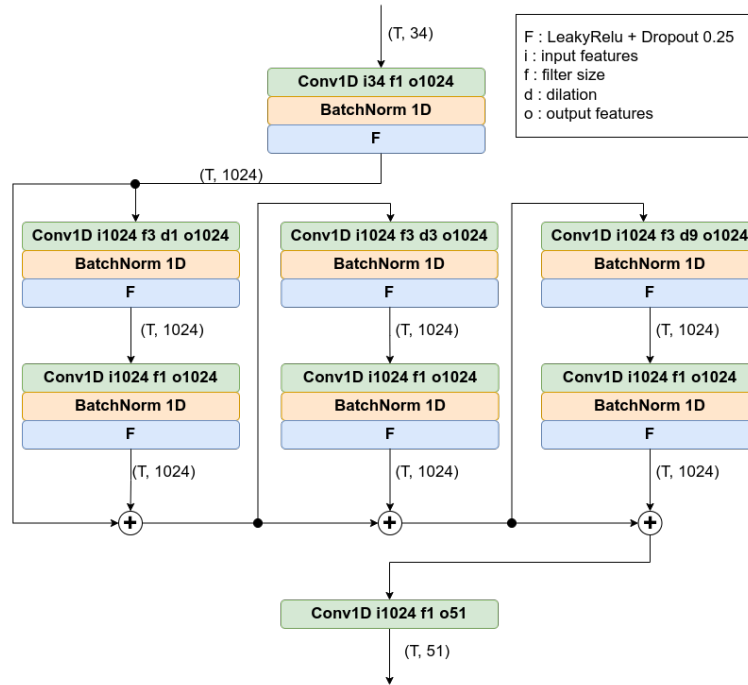 (T, 34)
F : LeakyRelu + Dropout 0.25
i : input features
f : filter size
d : dilation
o : output features
Conv1D i34 f1 o1024
BatchNorm 1D
F
(T, 1024)
Conv1D i1024 f3 d1 o1024
BatchNorm 1D
F
(T, 1024)
Conv1D i1024 f1 o1024
BatchNorm 1D
F
(T, 1024)
+
Conv1D i1024 f3 d3 o1024
BatchNorm 1D
F
(T, 1024)
Conv1D i1024 f1 o1024
BatchNorm 1D
F
(T, 1024)
+
Conv1D i1024 f3 d9 o1024
BatchNorm 1D
F
(T, 1024)
Conv1D i1024 f1 o1024
BatchNorm 1D
F
(T, 1024)
+
Conv1D i1024 f1 o51
(T, 51)